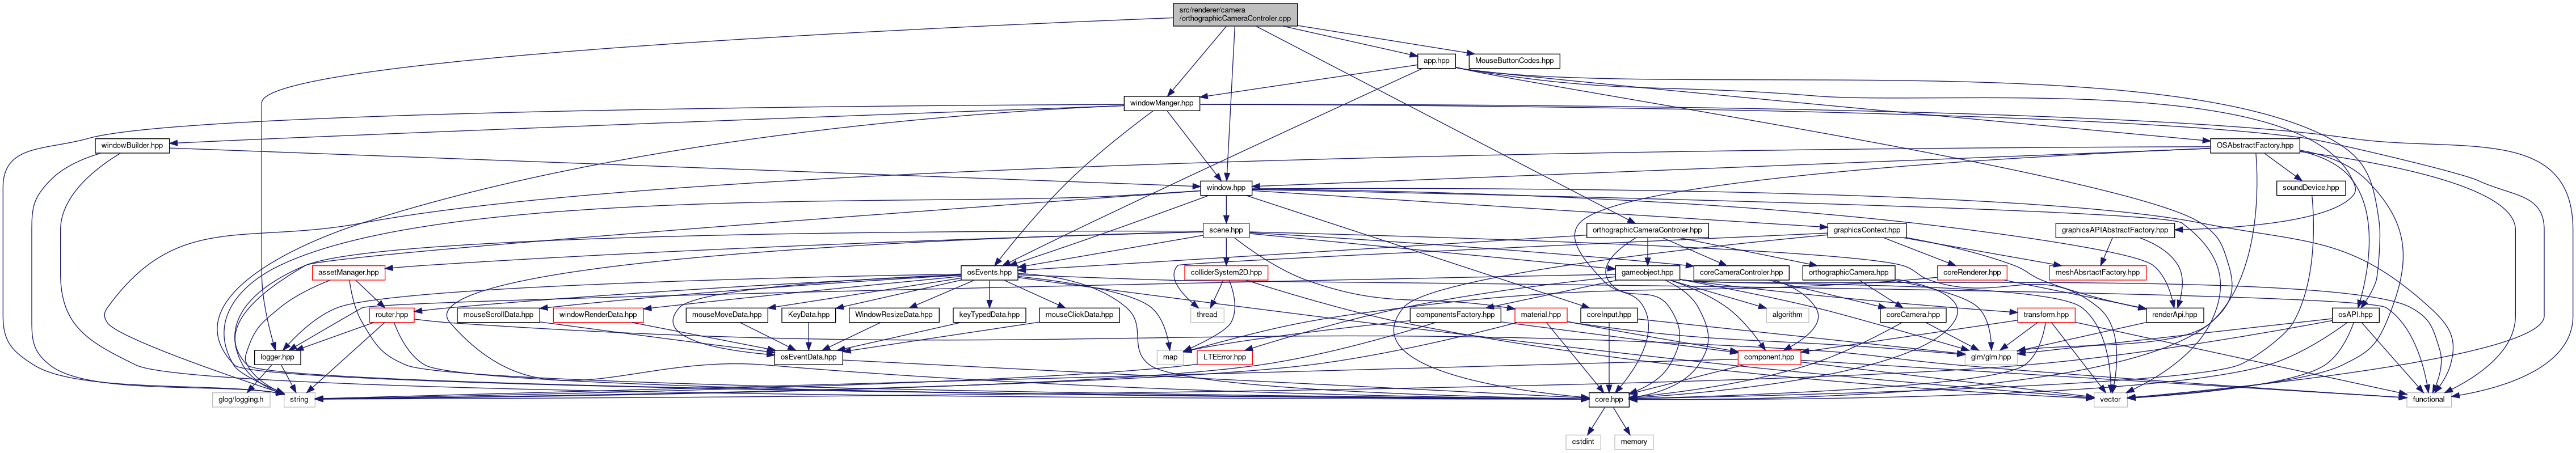 src/renderer/camera
/orthographicCameraControler.cpp
app.hpp
MouseButtonCodes.hpp
windowManger.hpp
windowBuilder.hpp
OSAbstractFactory.hpp
window.hpp
soundDevice.hpp
scene.hpp
orthographicCameraControler.hpp
graphicsContext.hpp
graphicsAPIAbstractFactory.hpp
assetManager.hpp
osEvents.hpp
colliderSystem2D.hpp
gameobject.hpp
coreCameraControler.hpp
orthographicCamera.hpp
coreRenderer.hpp
meshAbsrtactFactory.hpp
router.hpp
mouseScrollData.hpp
windowRenderData.hpp
mouseMoveData.hpp
KeyData.hpp
WindowResizeData.hpp
keyTypedData.hpp
mouseClickData.hpp
thread
componentsFactory.hpp
material.hpp
coreInput.hpp
algorithm
coreCamera.hpp
transform.hpp
renderApi.hpp
osAPI.hpp
logger.hpp
osEventData.hpp
map
LTEError.hpp
component.hpp
glm/glm.hpp
glog/logging.h
string
core.hpp
vector
functional
cstdint
memory